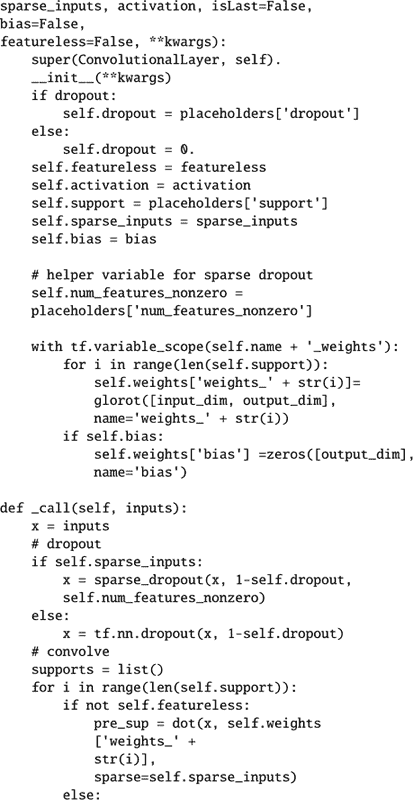 sparse_inputs, activation, isLast=False,
bias=False,
featureless=False, **kwargs):
super(ConvolutionalLayer, self).
__init__(**kwargs)
if dropout:
self.dropout = placeholders['dropout']
else:
self.dropout = 0.
self.featureless = featureless
self.activation = activation
self.support = placeholders['support']
self.sparse_inputs = sparse_inputs
self.bias = bias
# helper variable for sparse dropout
self.num_features_nonzero =
placeholders['num_features_nonzero']
with tf.variable_scope(self.name + '_weights'):
for i in range(len(self.support)):
self.weights['weights_' + str(i)]=
glorot([input_dim, output_dim],
name='weights_' + str(i))
if self.bias:
self.weights['bias'] =zeros([output_dim],
name='bias')
def _call(self, inputs):
x = inputs
# dropout
if self.sparse_inputs:
x = sparse_dropout(x, 1-self.dropout,
self.num_features_nonzero)
else:
x = tf.nn.dropout(x, 1-self.dropout)
# convolve
supports = list()
for i in range(len(self.support)):
if not self.featureless:
pre_sup = dot(x, self.weights
['weights_' +
str(i)],
sparse=self.sparse_inputs)
else: